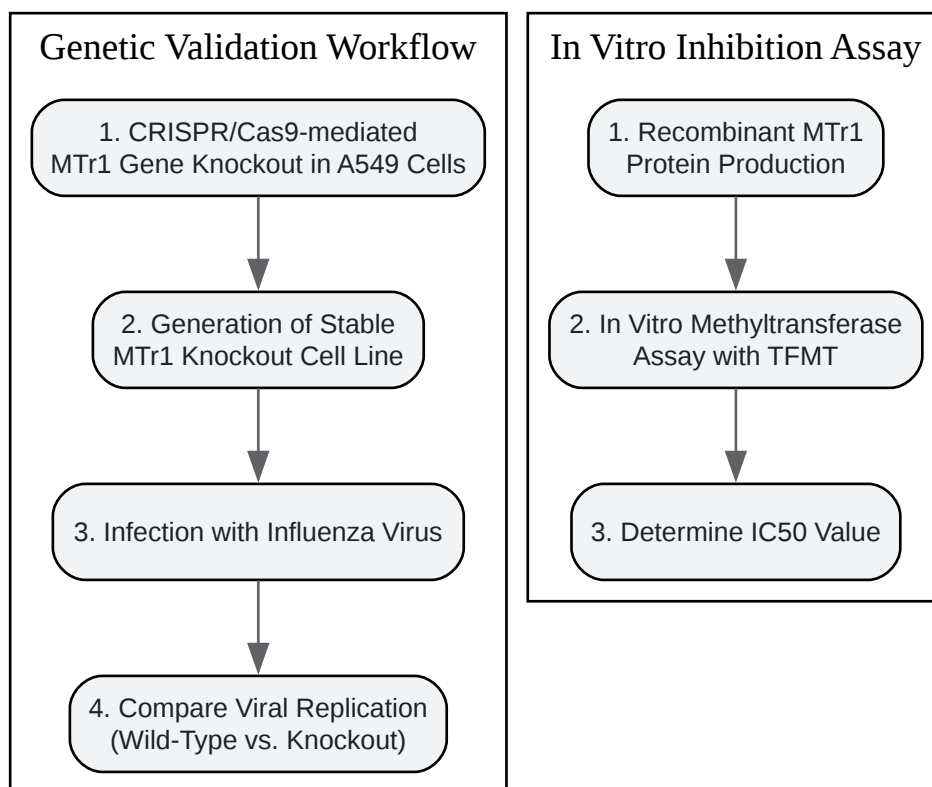 Genetic Validation Workflow
1. CRISPR/Cas9-mediated
MTr1 Gene Knockout in A549 Cells
2. Generation of Stable
MTr1 Knockout Cell Line
3. Infection with Influenza Virus
4. Compare Viral Replication
(Wild-Type vs. Knockout)
In Vitro Inhibition Assay
1. Recombinant MTr1
Protein Production
2. In Vitro Methyltransferase
Assay with TFMT
3. Determine IC50 Value